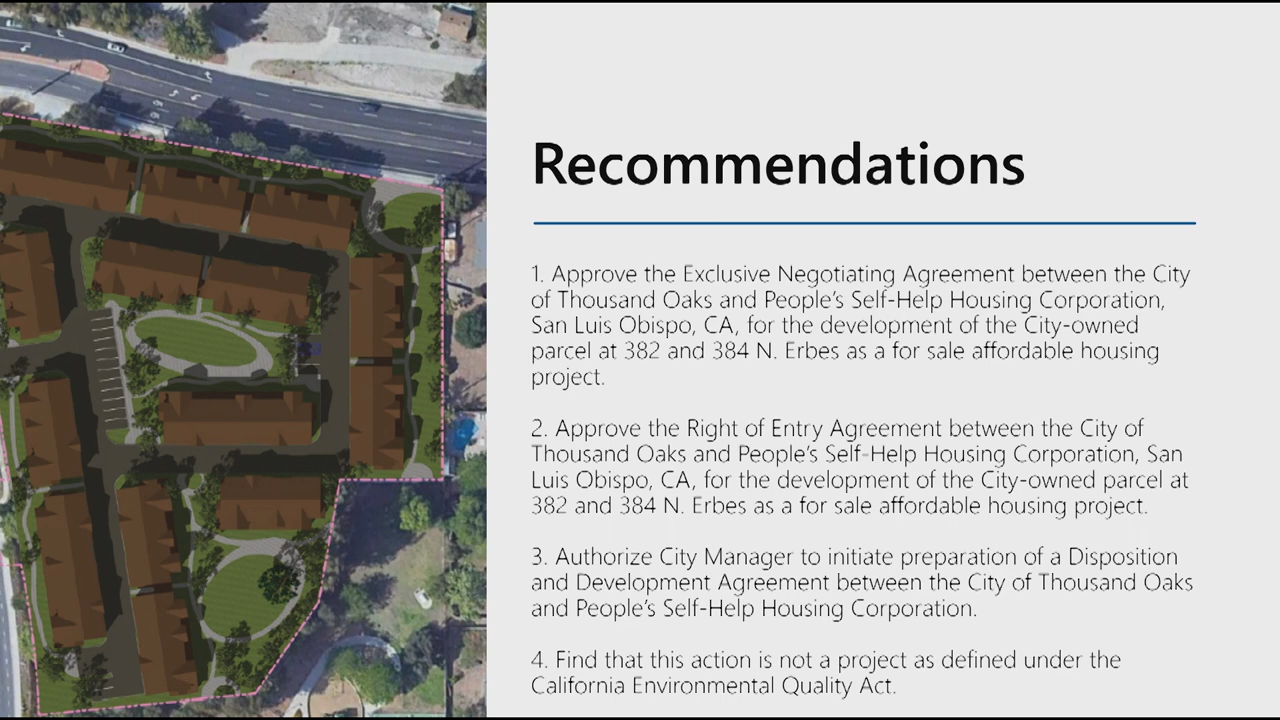 Recommendations
1. Approve the Exclusive Negotiating Agreement between the City
of Thousand Oaks and People's Self-Help Housing Corporation,
San Luis Obispo, CA, for the development of the City-owned
parcel at 382 and 384 N. Erbes as a for sale affordable housing
project.
2. Approve the Right of Entry Agreement between the City of
Thousand Oaks and People's Self-Help Housing Corporation, San
Luis Obispo, CA, for the development of the City-owned parcel at
382 and 384 N. Erbes as a for sale affordable housing project.
3. Authorize City Manager to initiate preparation of a Disposition
and Development Agreement between the City of Thousand Oaks
and People's Self-Help Housing Corporation.
4. Find that this action is not a project as defined under the
California Environmental Quality Act.